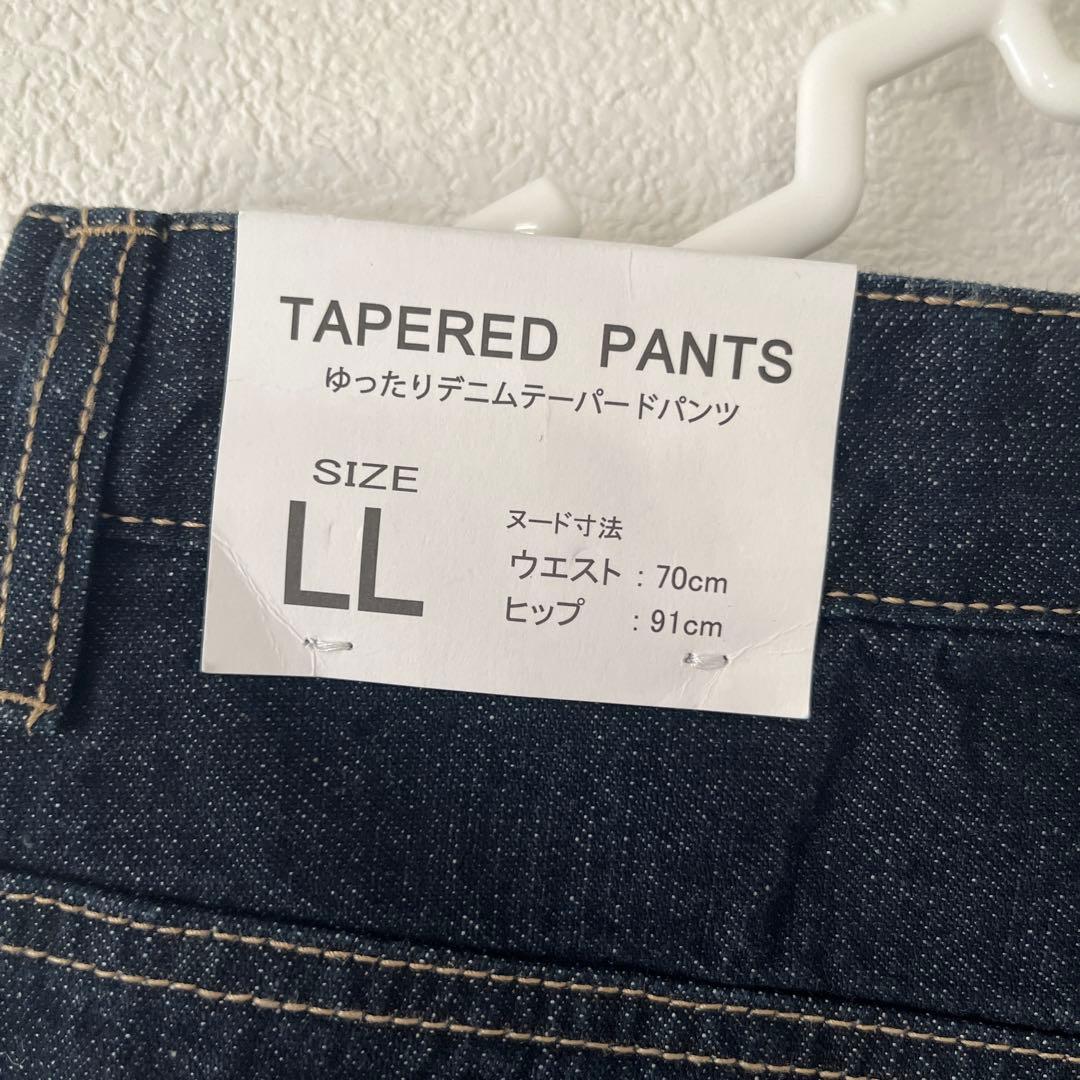 TAPERED PANTS
ゆったりデニムテーパードパンツ
SIZE
LL
ヌード寸法
ウエスト : 70cm
ヒップ : 91cm